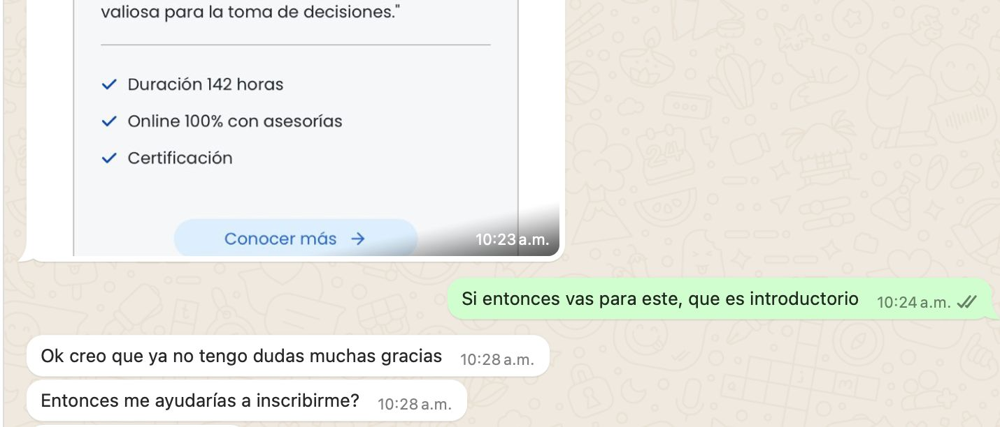 valiosa para la toma de decisiones."
Duración 142 horas
Online 100% con asesorías
Certificación
Conocer más →
10:23 a.m.
Si entonces vas para este, que es introductorio 10:24 a.m.
Ok creo que ya no tengo dudas muchas gracias 10:28 a.m.
Entonces me ayudarías a inscribirme? 10:28 a.m.